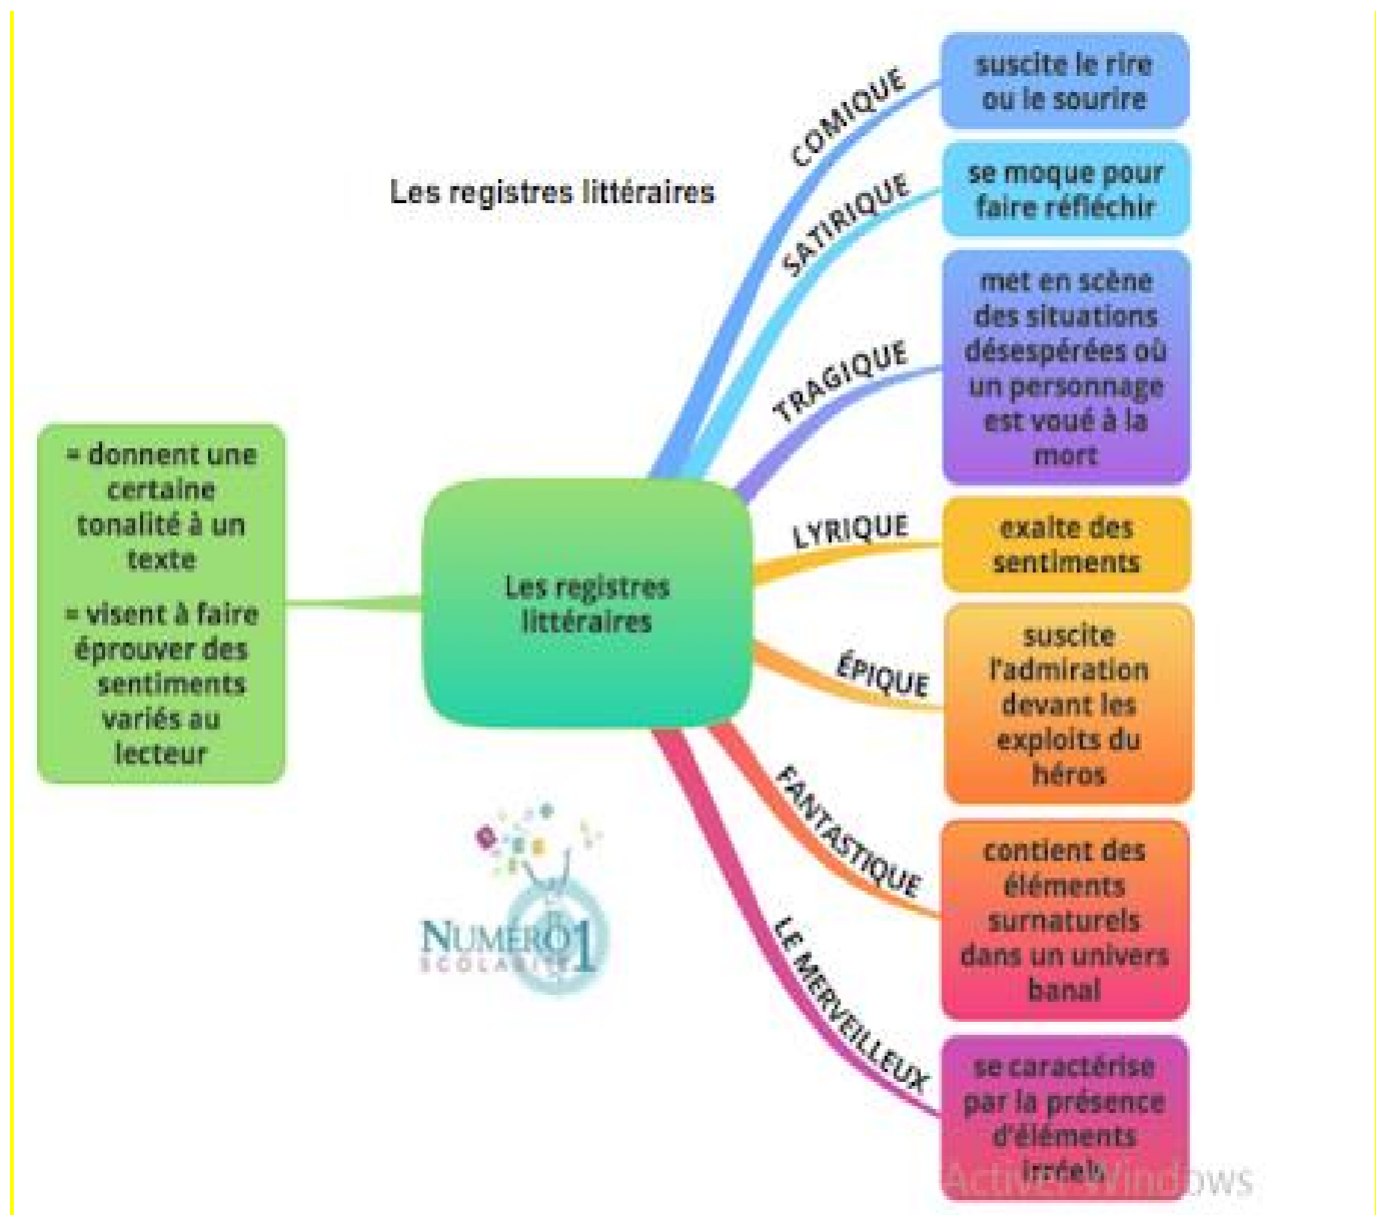 Les registres littéraires
= donnent une
certaine
tonalité à un
texte
= visent à faire
éprouver des
sentiments
variés au
lecteur
Les registres
littéraires
COMIQUE
suscite le rire
ou le sourire
SATIRIQUE
se moque pour
faire réfléchir
TRAGIQUE
met en scène
des situations
désespérées où
un personnage
est voué à la
mort
LYRIQUE
exalte des
sentiments
ÉPIQUE
suscite
l'admiration
devant les
exploits du
héros
FANTASTIQUE
contient des
éléments
surnaturels
dans un univers
banal
LE MERVEILLEUX
se caractérise
par la présence
d'éléments
irréels
NUMÉRO1
SCOLARITÉ
Activer Windows